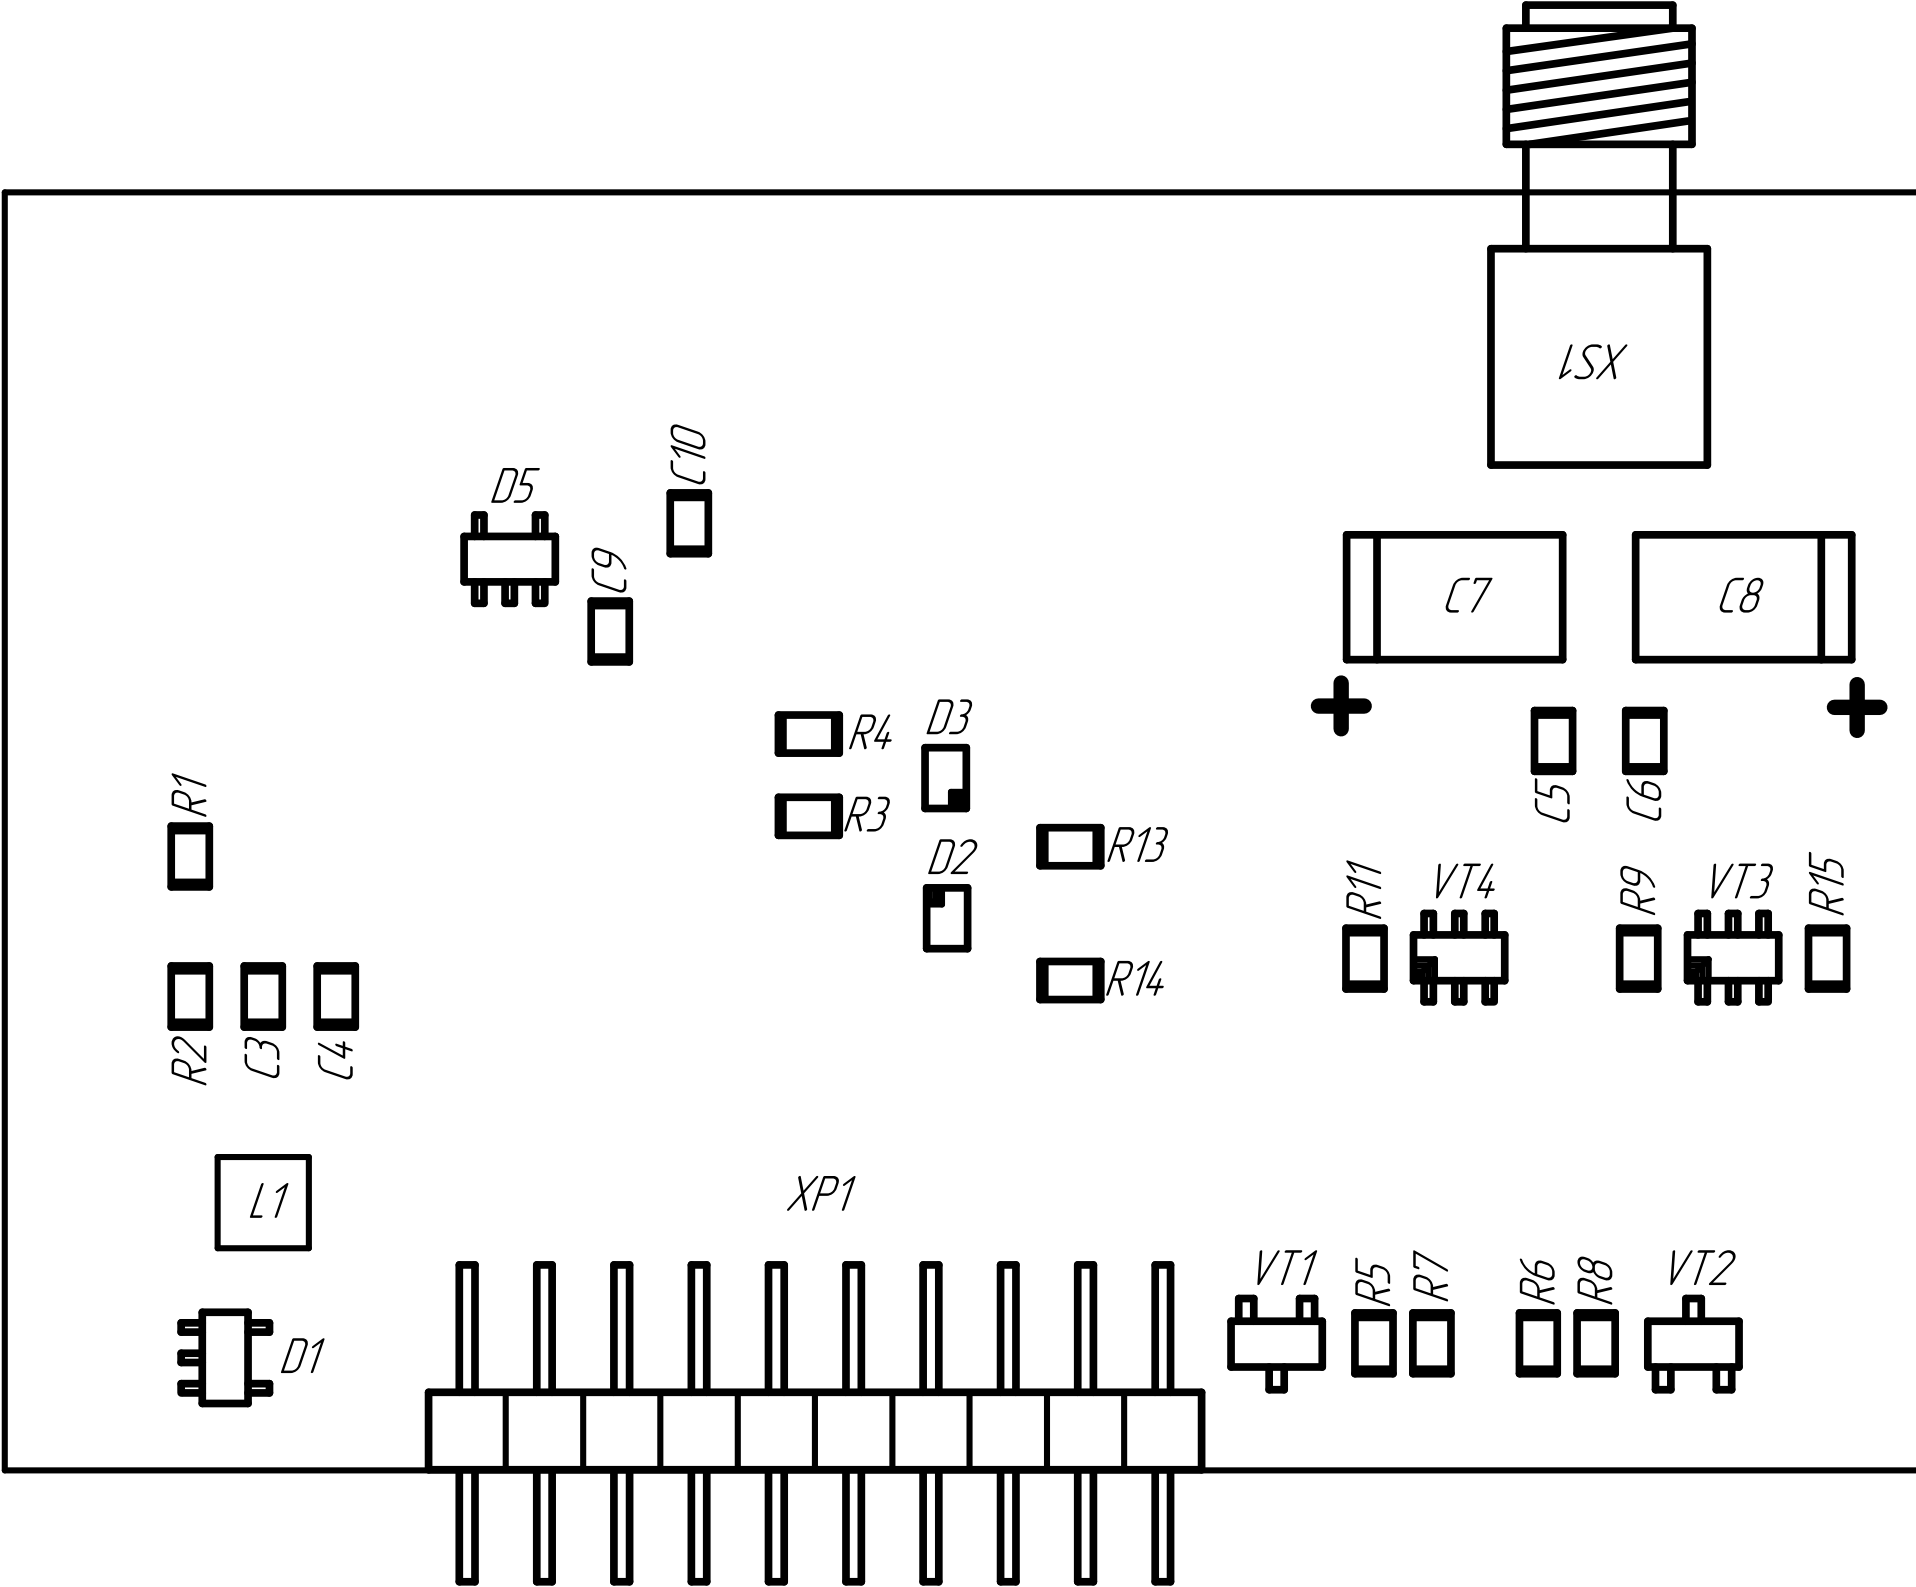 XS1
C10
D5
C9
C7
C8
R4
D3
R1
R3
C5
C6
R13
D2
R11
VT4
R9
VT3
R15
R14
R2
C3
C4
L1
XP1
VT1
R5
R7
R6
R8
VT2
D1